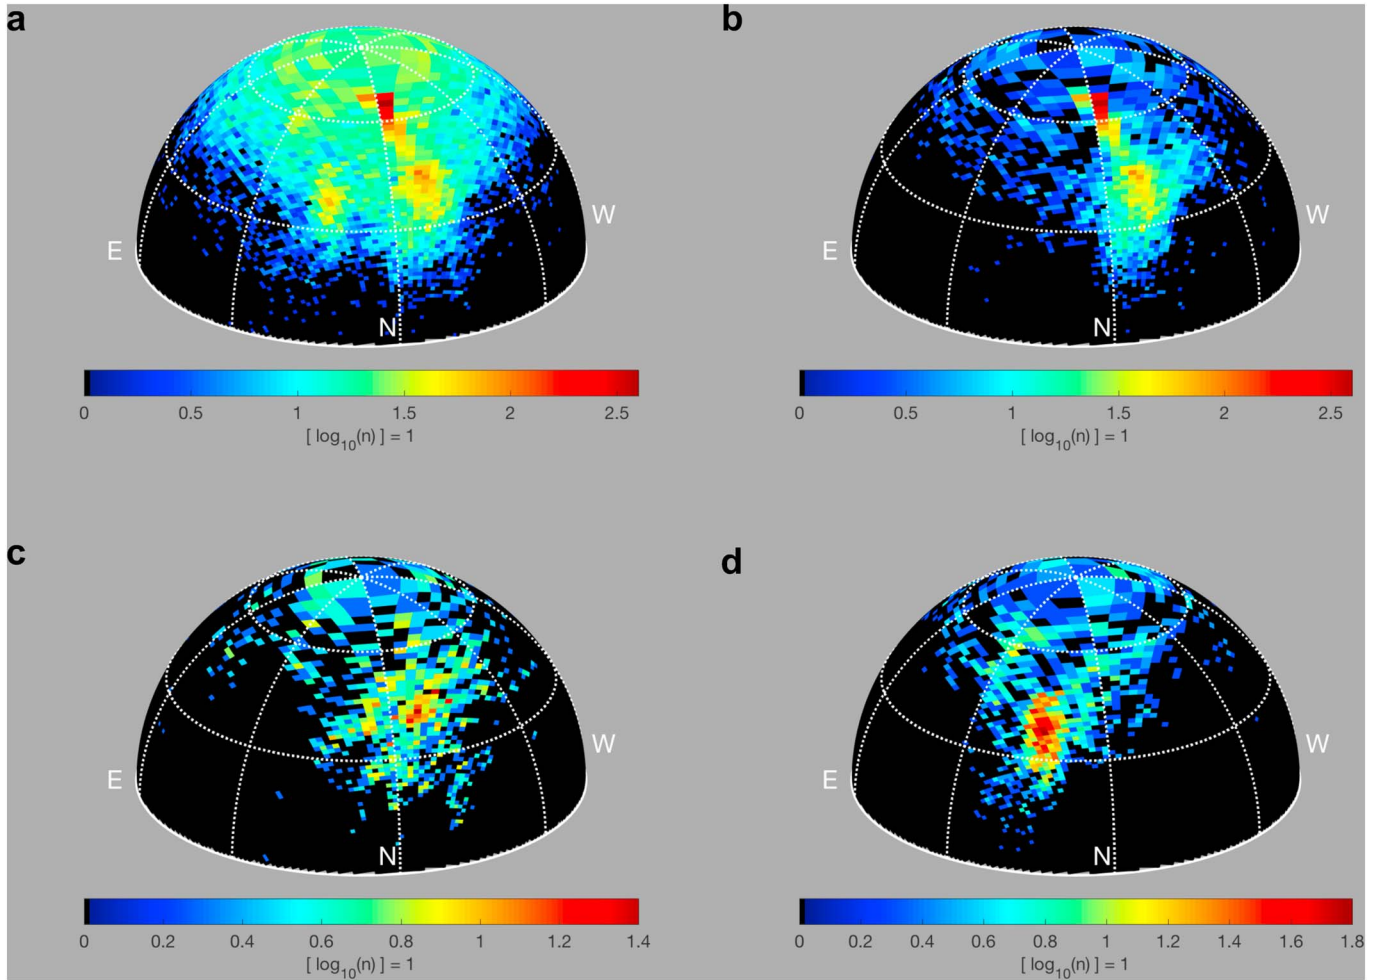 a
b
E
W
N
E
W
N
0 0.5 1 1.5 2 2.5
0 0.5 1 1.5 2 2.5
[ log10(n) ] = 1
[ log10(n) ] = 1
c
d
E
W
N
E
W
N
0 0.2 0.4 0.6 0.8 1 1.2 1.4
0 0.2 0.4 0.6 0.8 1 1.2 1.4 1.6 1.8
[ log10(n) ] = 1
[ log10(n) ] = 1